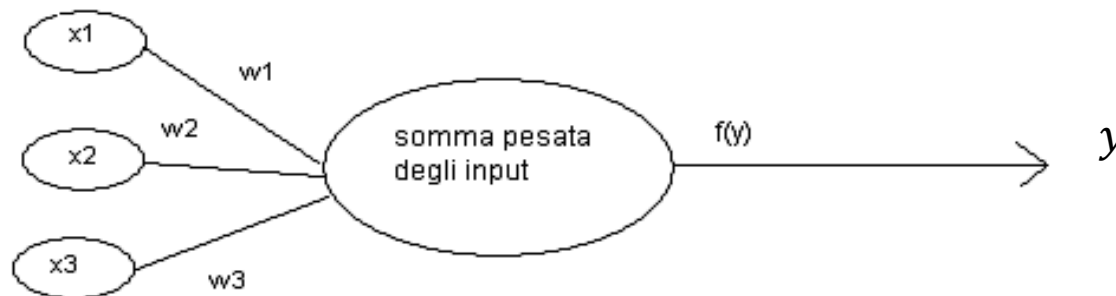 x1
w1
w2
x2
somma pesata
degli input
f(y)
y
x3
w3